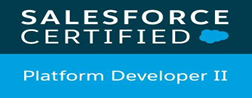 SALESFORCE
CERTIFIED
Platform Developer II